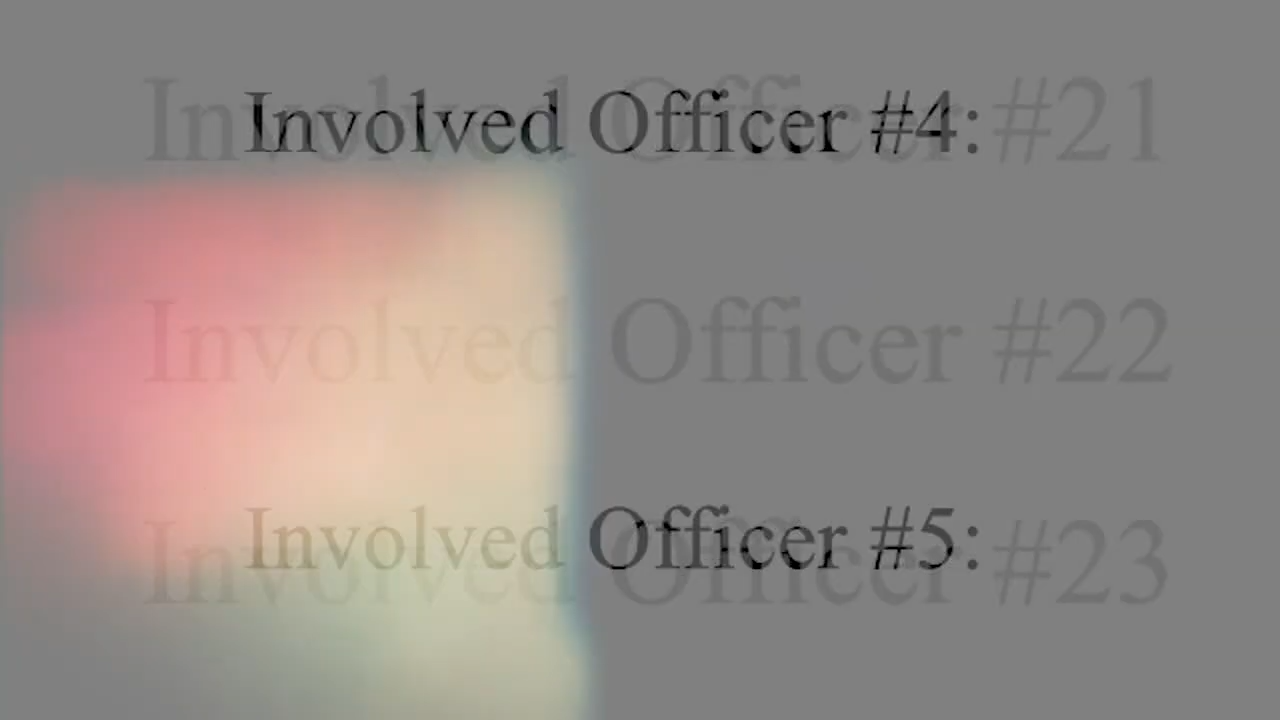 Involved Officer #4:
Involved Officer #21
Involved Officer #22
Involved Officer #5:
Involved Officer #23